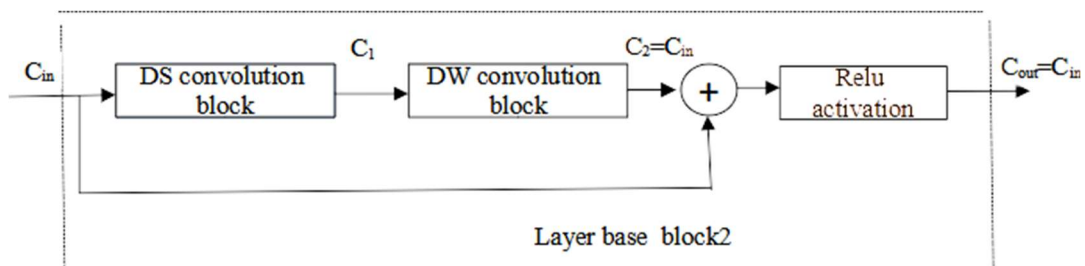 C₁
C₂=Cᵢₙ
Cᵢₙ
DS convolution
block
DW convolution
block
+
Relu
activation
Cₒᵤₜ=Cᵢₙ
Layer base block2